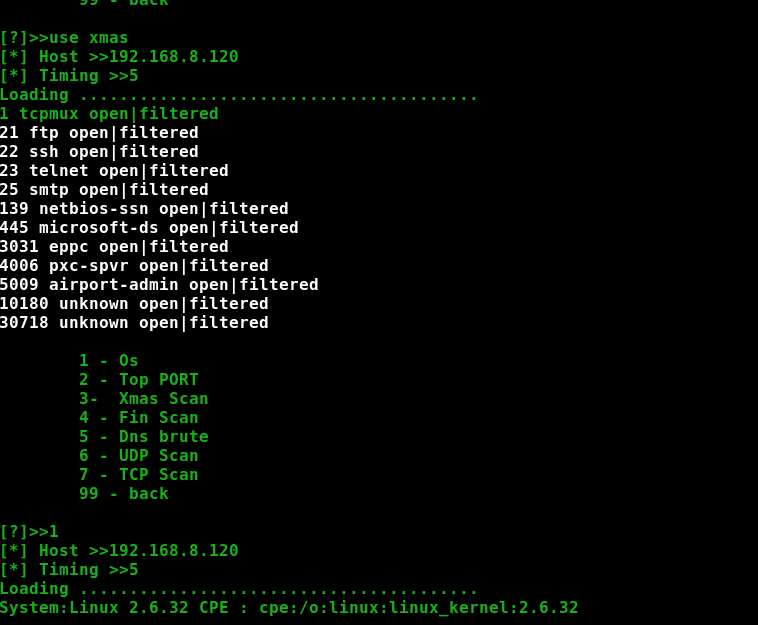 99 - back
[?]>>use xmas
[*] Host >>192.168.8.120
[*] Timing >>5
Loading ........................................
1 tcpmux open|filtered
21 ftp open|filtered
22 ssh open|filtered
23 telnet open|filtered
25 smtp open|filtered
139 netbios-ssn open|filtered
445 microsoft-ds open|filtered
3031 eppc open|filtered
4006 pxc-spvr open|filtered
5009 airport-admin open|filtered
10180 unknown open|filtered
30718 unknown open|filtered
1 - Os
2 - Top PORT
3-  Xmas Scan
4 - Fin Scan
5 - Dns brute
6 - UDP Scan
7 - TCP Scan
99 - back
[?]>>1
[*] Host >>192.168.8.120
[*] Timing >>5
Loading ........................................
System:Linux 2.6.32 CPE : cpe:/o:linux:linux_kernel:2.6.32